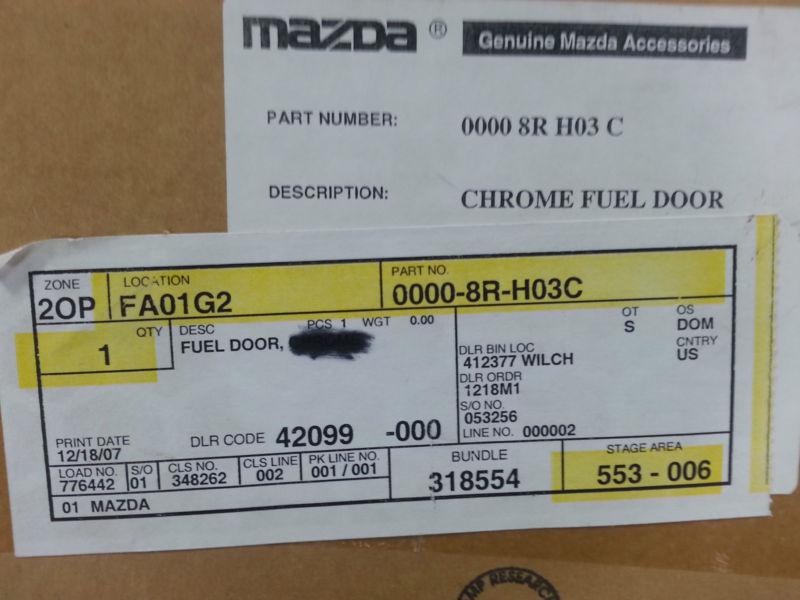 mazda® Genuine Mazda Accessories
PART NUMBER: 0000 8R H03 C
DESCRIPTION: CHROME FUEL DOOR
ZONE LOCATION PART NO.
2OP FA01G2 0000-8R-H03C
QTY DESC PCS 1 WGT 0.00 OT OS
1 FUEL DOOR, CHROME S DOM
DLR BIN LOC CNTRY
412377 WILCH US
DLR ORDR
1218M1
S/O NO.
053256
PRINT DATE DLR CODE 42099 -000 LINE NO. 000002
12/18/07
LOAD NO. S/O CLS NO. CLS LINE PK LINE NO. BUNDLE STAGE AREA
776442 01 348262 002 001 / 001 318554 553 - 006
01 MAZDA
MP RESEARC